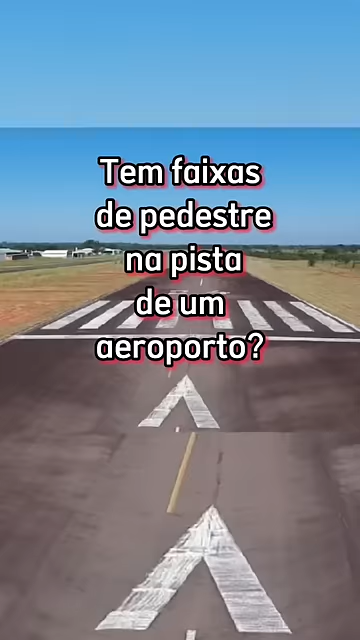 Tem faixas
de pedestre
na pista
de um
aeroporto?